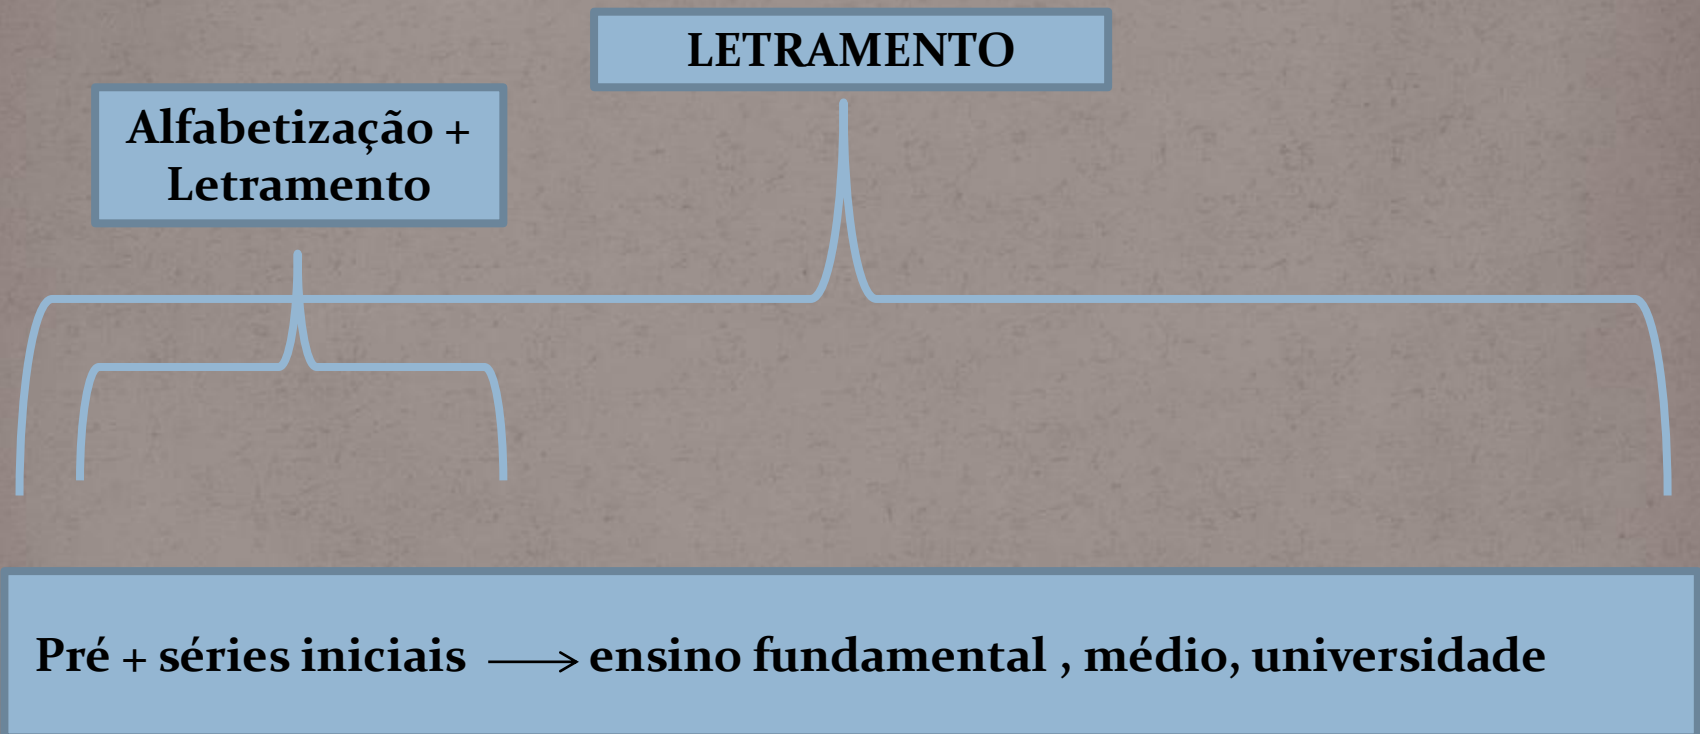 LETRAMENTO
Alfabetização +
Letramento
Pré + séries iniciais ⟶ ensino fundamental , médio, universidade